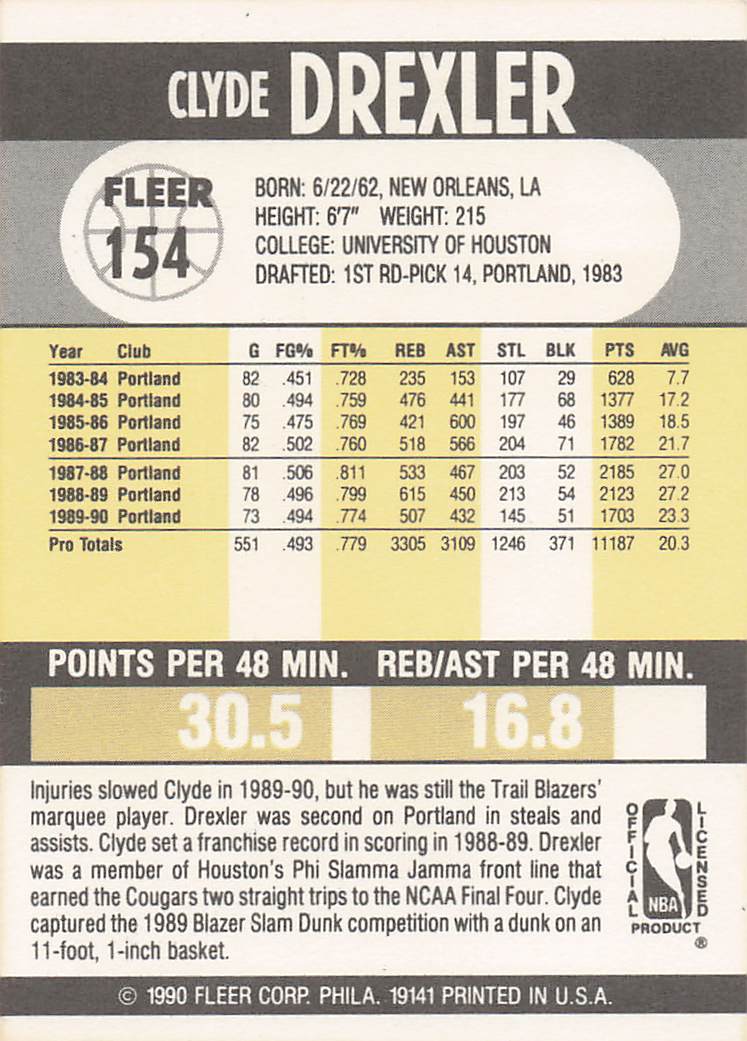 CLYDE DREXLER
FLEER
154
BORN: 6/22/62, NEW ORLEANS, LA
HEIGHT: 6'7" WEIGHT: 215
COLLEGE: UNIVERSITY OF HOUSTON
DRAFTED: 1ST RD-PICK 14, PORTLAND, 1983
Year Club G FG% FT% REB AST STL BLK PTS AVG
1983-84 Portland 82 .451 .728 235 153 107 29 628 7.7
1984-85 Portland 80 .494 .759 476 441 177 68 1377 17.2
1985-86 Portland 75 .475 .769 421 600 197 46 1389 18.5
1986-87 Portland 82 .502 .760 518 566 204 71 1782 21.7
1987-88 Portland 81 .506 .811 533 467 203 52 2185 27.0
1988-89 Portland 78 .496 .799 615 450 213 54 2123 27.2
1989-90 Portland 73 .494 .774 507 432 145 51 1703 23.3
Pro Totals 551 .493 .779 3305 3109 1246 371 11187 20.3
POINTS PER 48 MIN. REB/AST PER 48 MIN.
30.5 16.8
Injuries slowed Clyde in 1989-90, but he was still the Trail Blazers'
marquee player. Drexler was second on Portland in steals and
assists. Clyde set a franchise record in scoring in 1988-89. Drexler
was a member of Houston's Phi Slamma Jamma front line that
earned the Cougars two straight trips to the NCAA Final Four. Clyde
captured the 1989 Blazer Slam Dunk competition with a dunk on an
11-foot, 1-inch basket.
OFFICIAL
NBA
LICENSED
PRODUCT
®
© 1990 FLEER CORP. PHILA. 19141 PRINTED IN U.S.A.